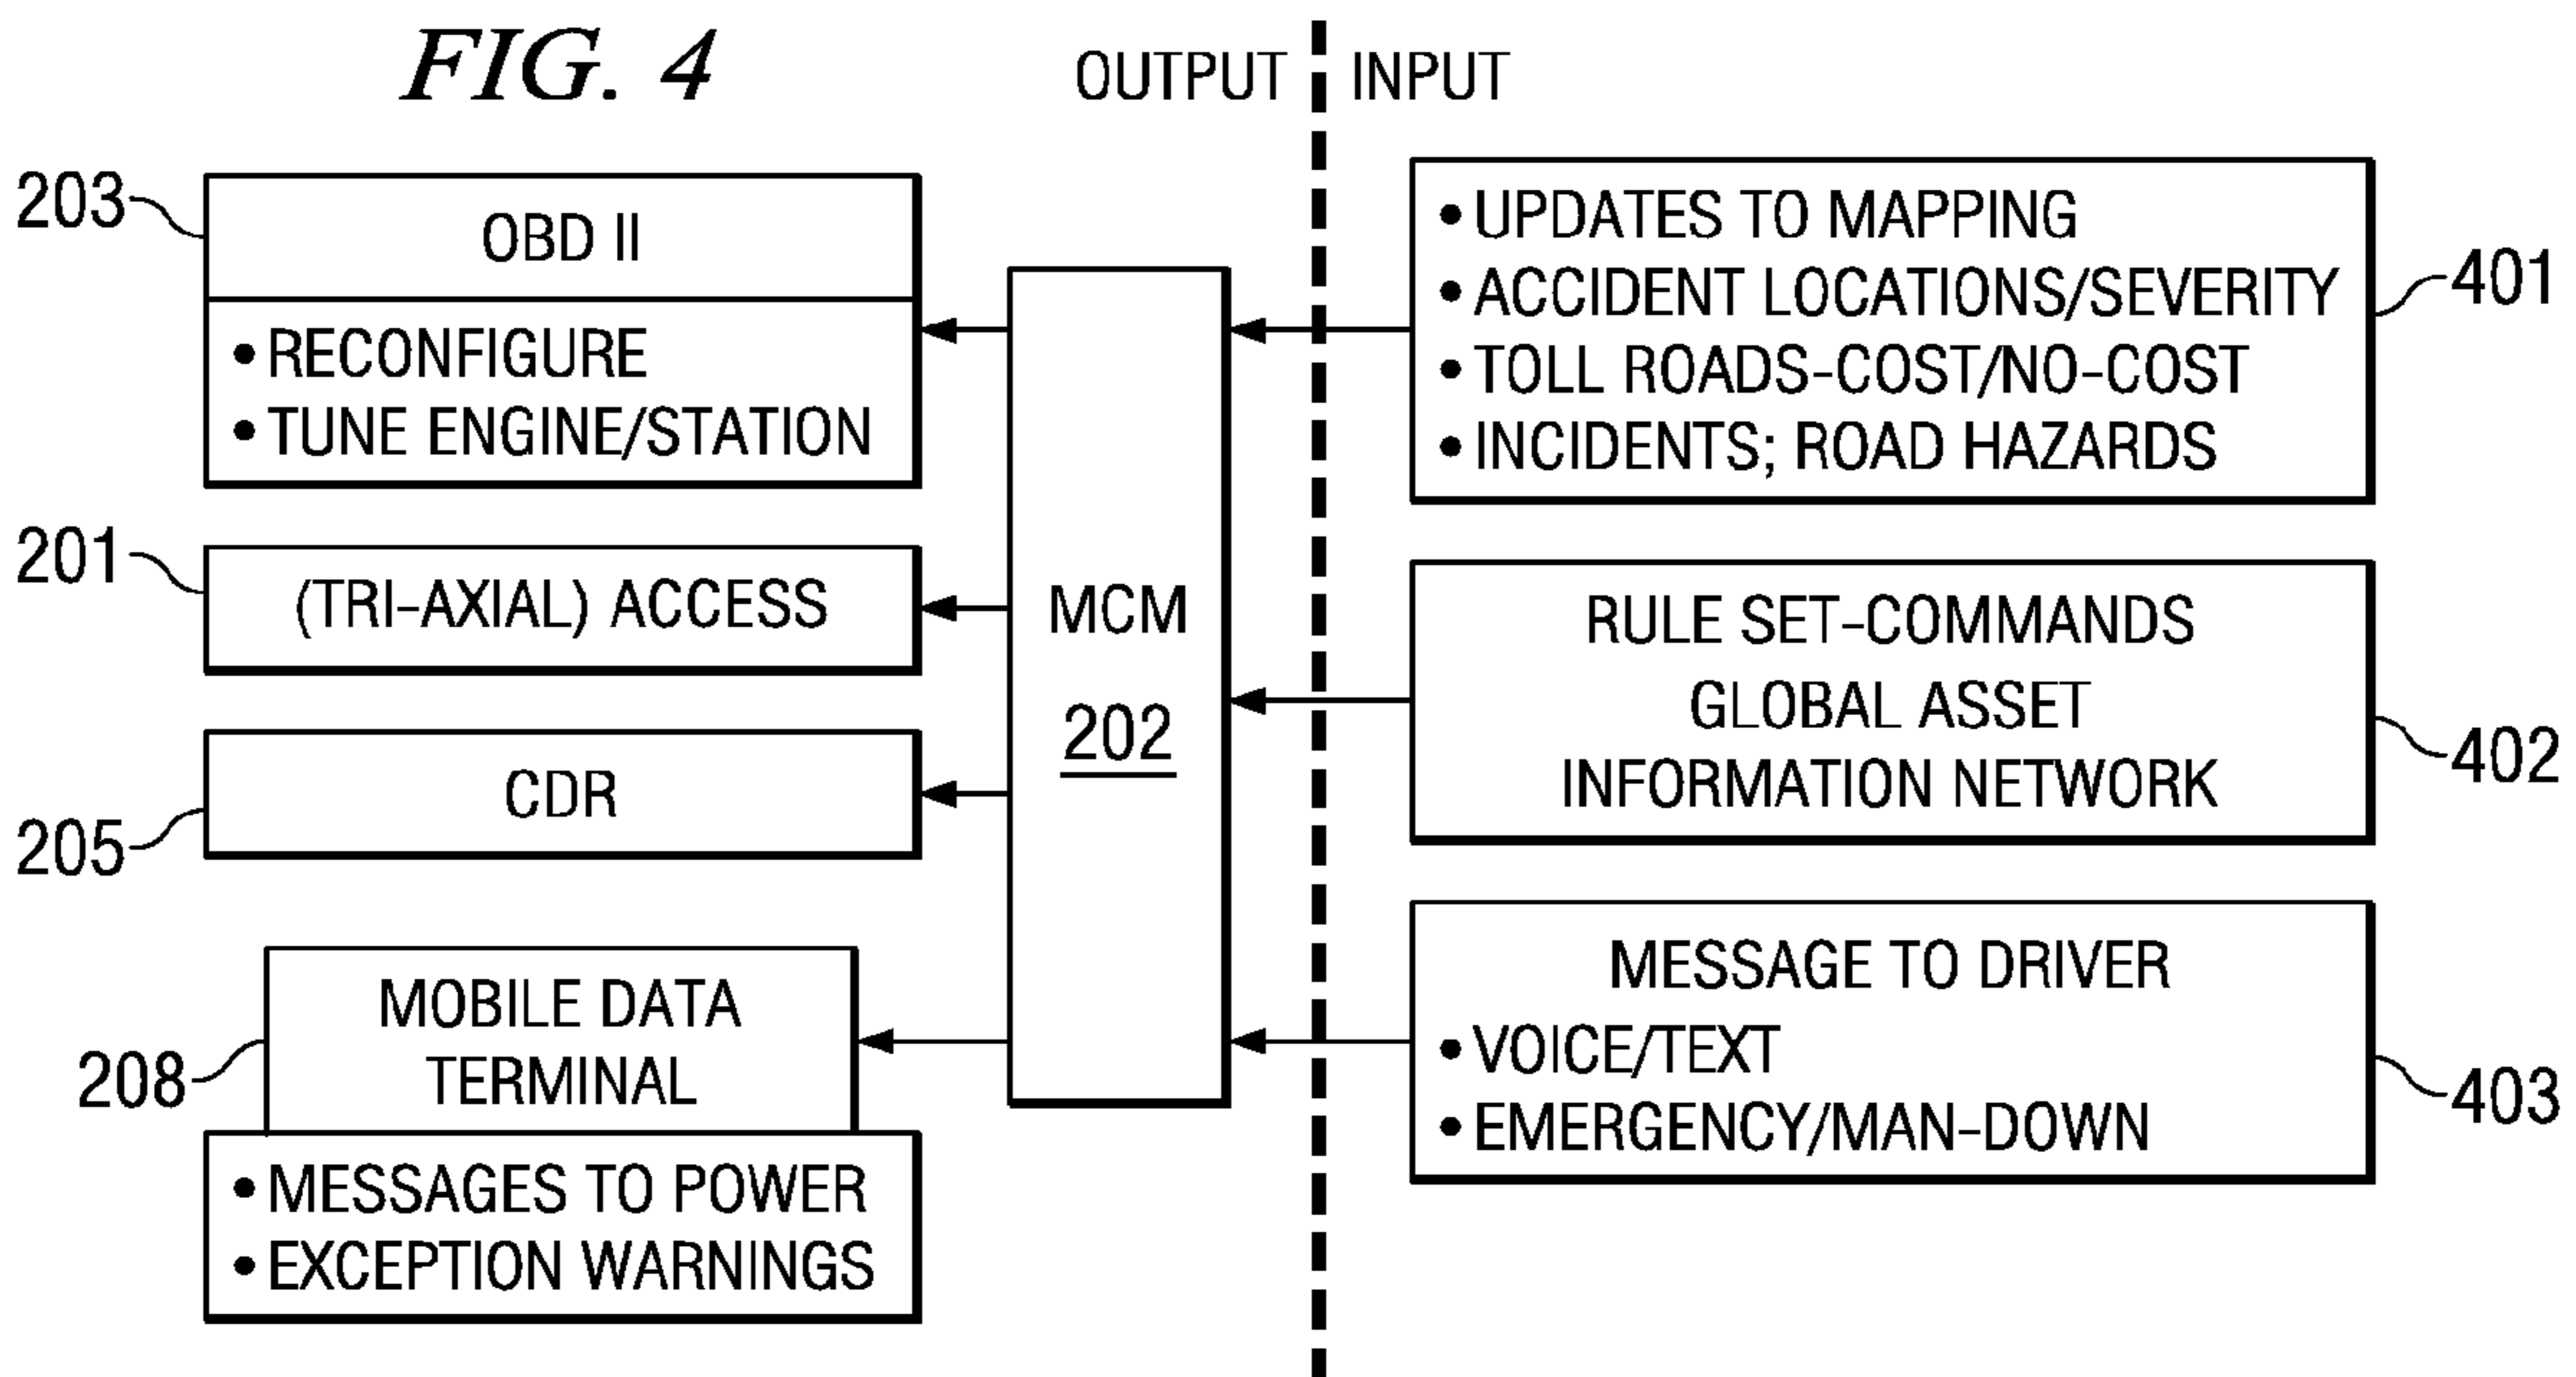 FIG. 4
OUTPUT
INPUT
203
OBD II
• RECONFIGURE
• TUNE ENGINE/STATION
201
(TRI-AXIAL) ACCESS
205
CDR
208
MOBILE DATA
TERMINAL
• MESSAGES TO POWER
• EXCEPTION WARNINGS
MCM
202
• UPDATES TO MAPPING
• ACCIDENT LOCATIONS/SEVERITY
• TOLL ROADS-COST/NO-COST
• INCIDENTS; ROAD HAZARDS
401
RULE SET-COMMANDS
GLOBAL ASSET
INFORMATION NETWORK
402
MESSAGE TO DRIVER
• VOICE/TEXT
• EMERGENCY/MAN-DOWN
403